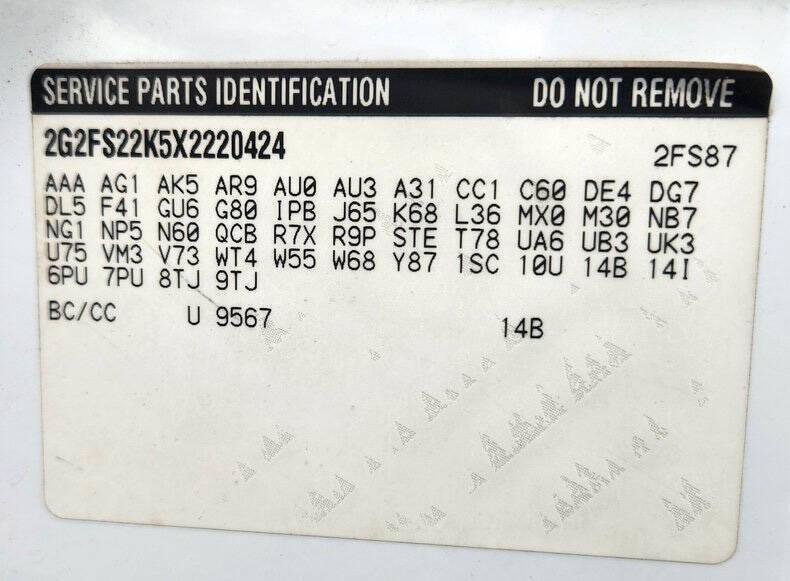 SERVICE PARTS IDENTIFICATION DO NOT REMOVE
2G2FS22K5X2220424 2FS87
AAA AG1 AK5 AR9 AU0 AU3 A31 CC1 C60 DE4 DG7
DL5 F41 GU6 G80 IPB J65 K68 L36 MX0 M30 NB7
NG1 NP5 N60 QCB R7X R9P STE T78 UA6 UB3 UK3
U75 VM3 V73 WT4 W55 W68 Y87 1SC 10U 14B 14I
6PU 7PU 8TJ 9TJ
BC/CC U 9567 14B